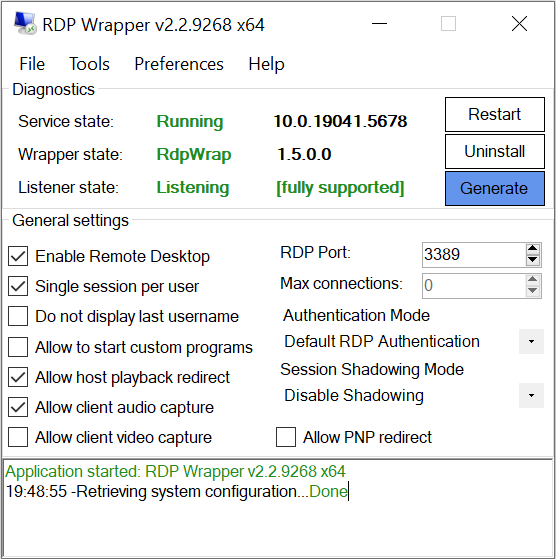 RDP Wrapper v2.2.9268 x64
File Tools Preferences Help
Diagnostics
Service state: Running 10.0.19041.5678 Restart
Wrapper state: RdpWrap 1.5.0.0 Uninstall
Listener state: Listening [fully supported] Generate
General settings
Enable Remote Desktop RDP Port: 3389
Single session per user Max connections: 0
Do not display last username Authentication Mode
Allow to start custom programs Default RDP Authentication
Allow host playback redirect Session Shadowing Mode
Allow client audio capture Disable Shadowing
Allow client video capture Allow PNP redirect
Application started: RDP Wrapper v2.2.9268 x64
19:48:55 -Retrieving system configuration...Done